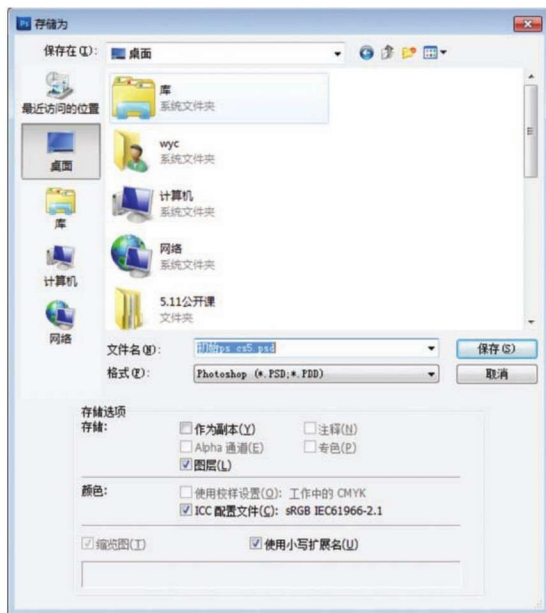 Ps 存储为
保存在(I): 桌面
最近访问的位置
桌面
库
计算机
网络
库
系统文件夹
wyc
系统文件夹
计算机
系统文件夹
网络
系统文件夹
5.11公开课
文件夹
文件名(N): ps cs5.psd
保存(S)
格式(F): Photoshop (*.PSD;*.PDD)
取消
存储选项
存储: 作为副本(Y) 注释(N)
Alpha 通道(E) 专色(P)
图层(L)
颜色: 使用校样设置(O): 工作中的 CMYK
ICC 配置文件(C): sRGB IEC61966-2.1
缩览图(T) 使用小写扩展名(U)